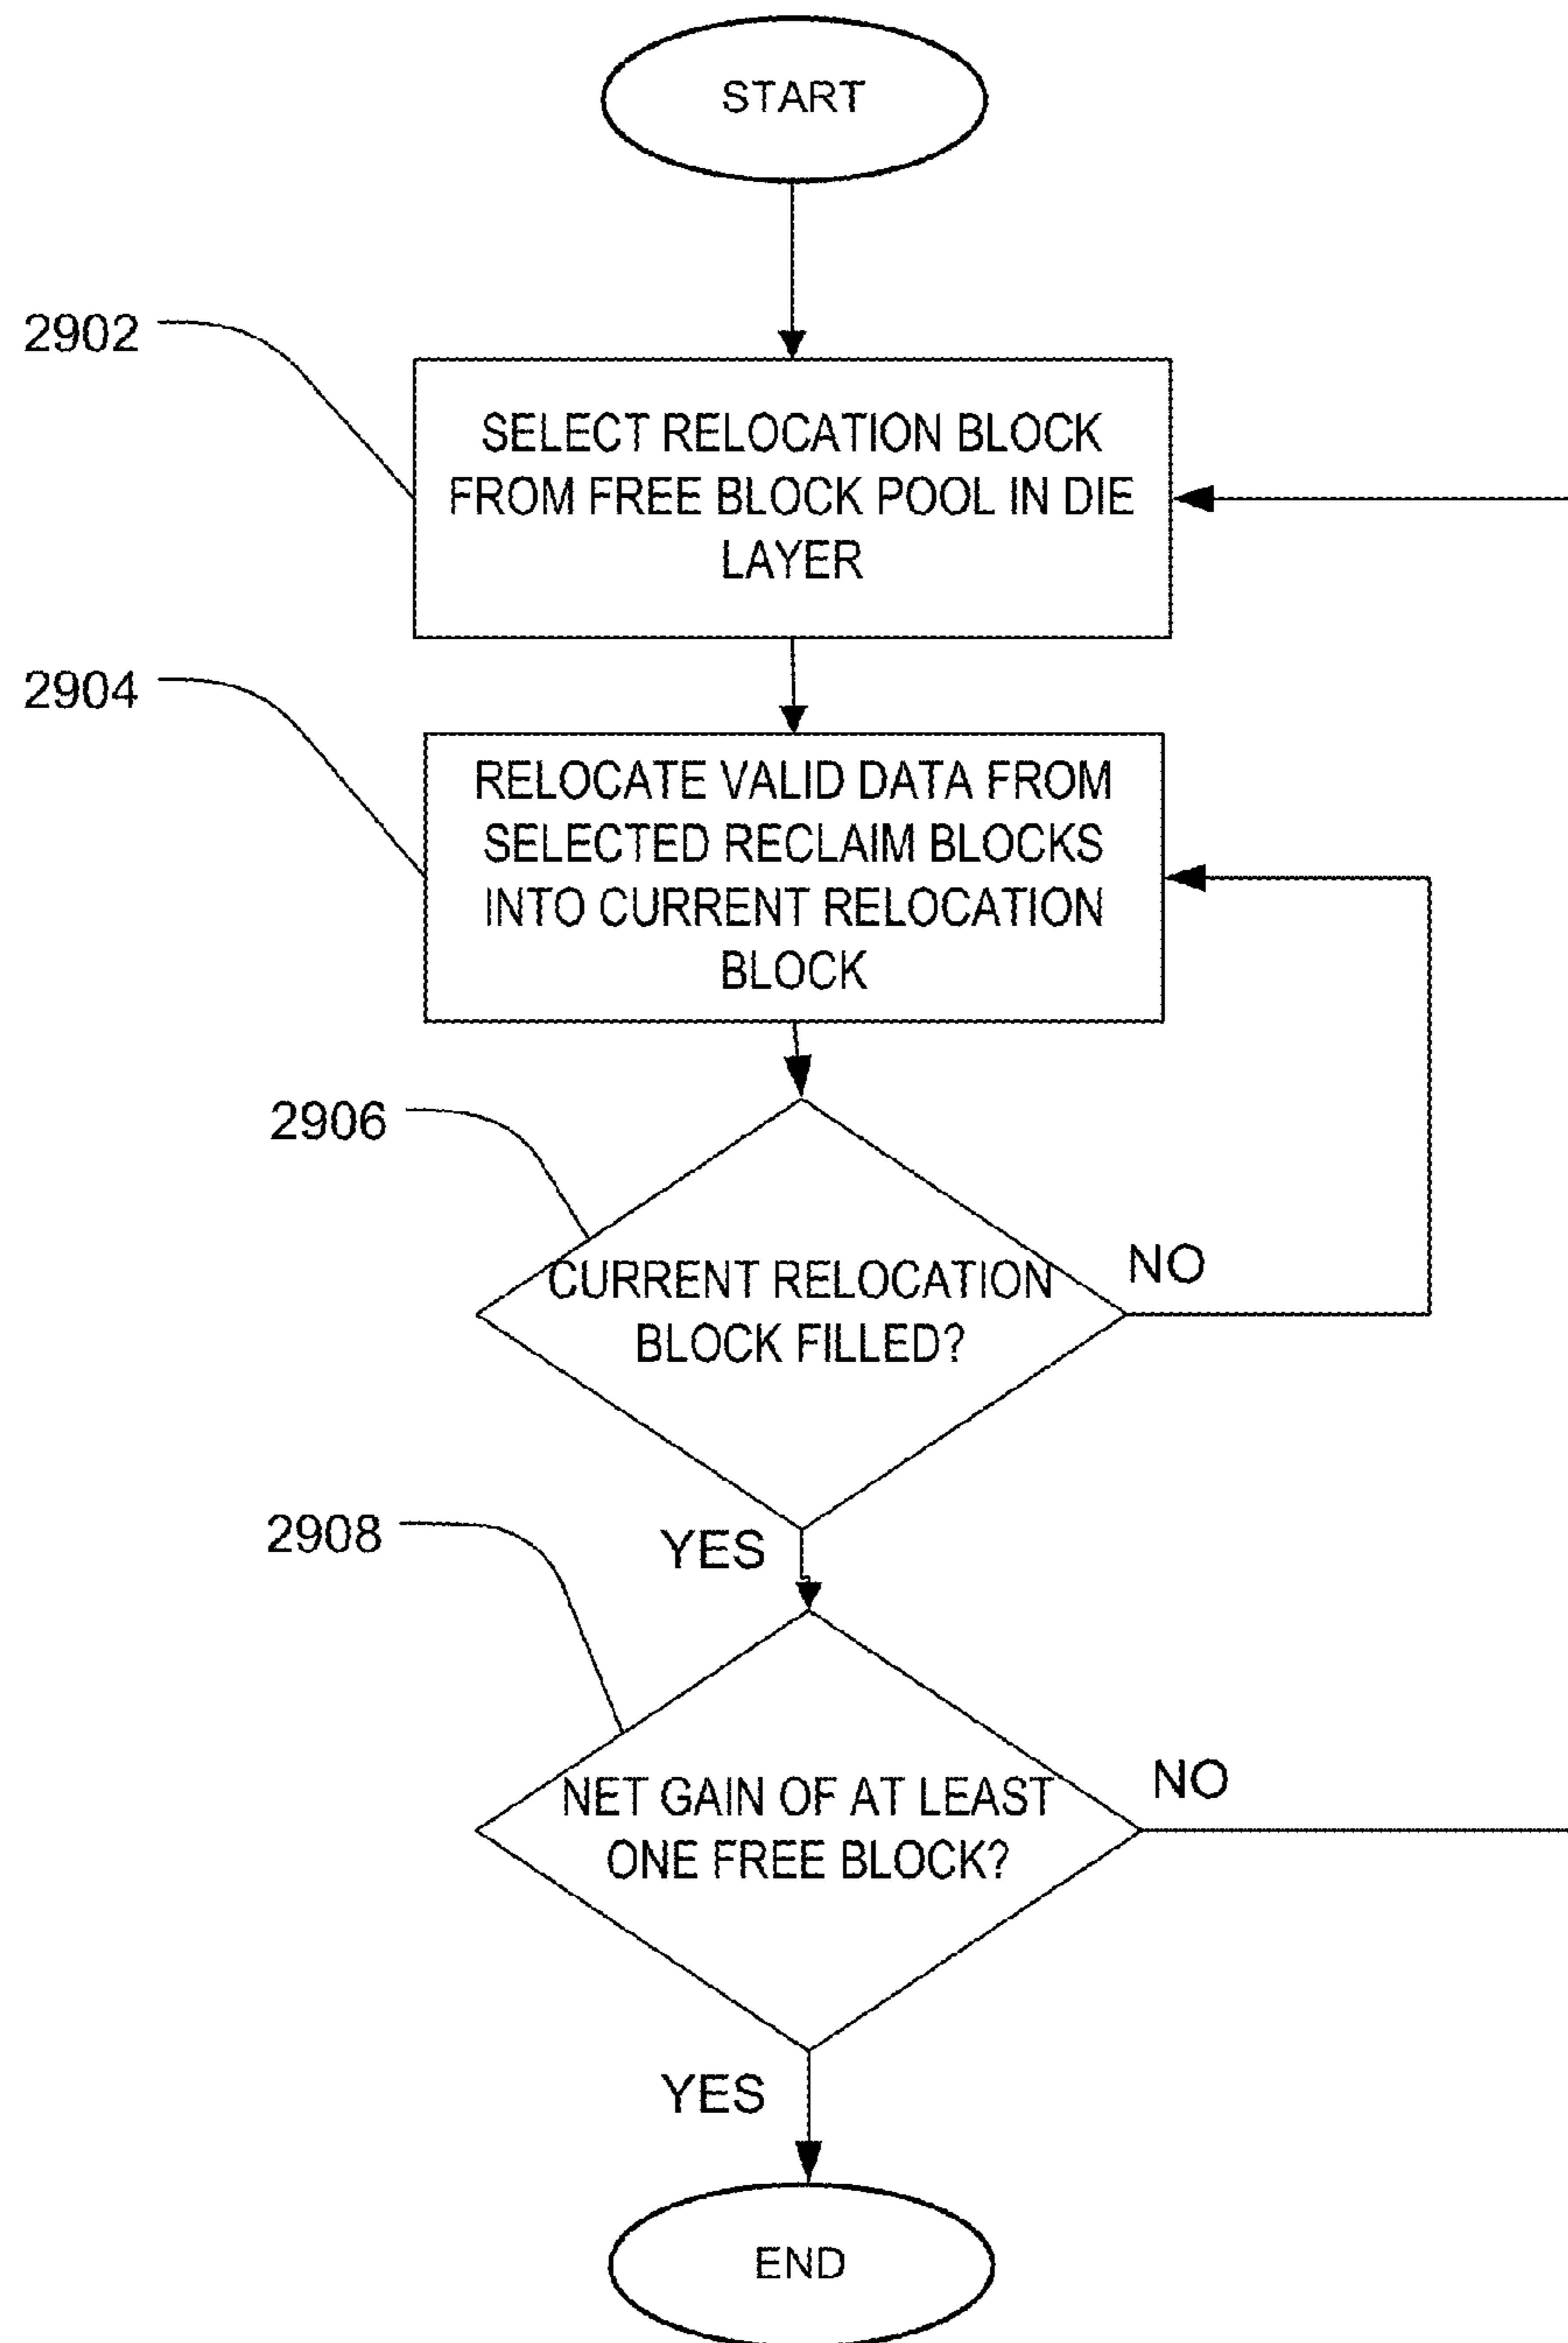 START
2902
SELECT RELOCATION BLOCK
FROM FREE BLOCK POOL IN DIE
LAYER
2904
RELOCATE VALID DATA FROM
SELECTED RECLAIM BLOCKS
INTO CURRENT RELOCATION
BLOCK
2906
CURRENT RELOCATION
BLOCK FILLED?
NO
YES
2908
NET GAIN OF AT LEAST
ONE FREE BLOCK?
NO
YES
END